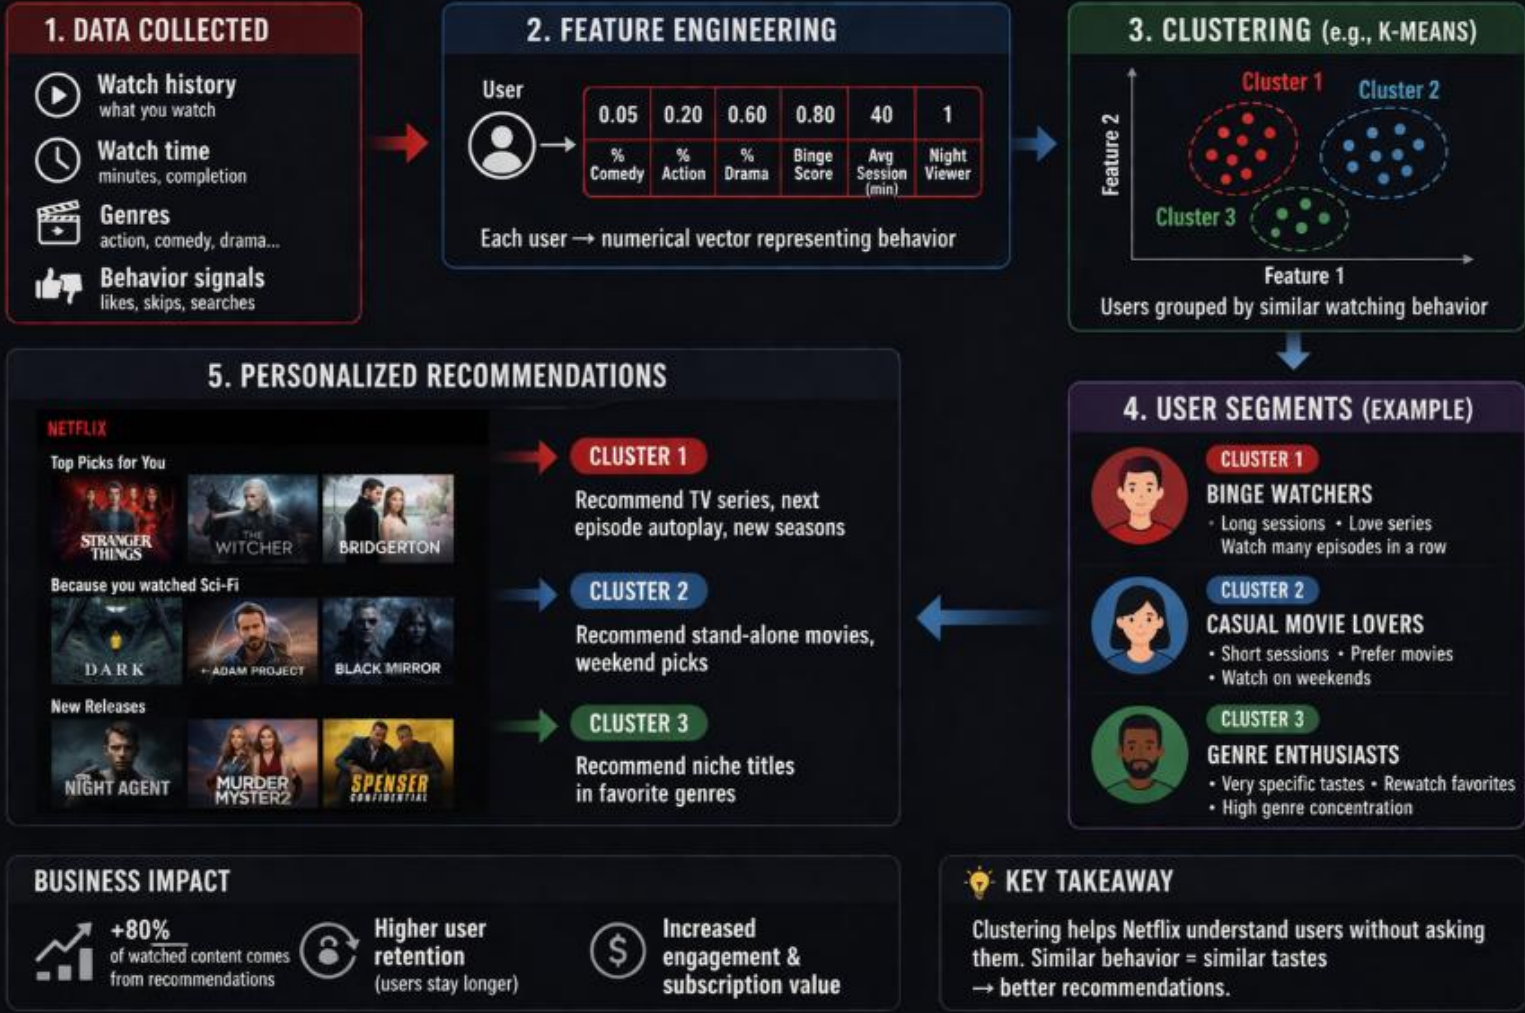 1. DATA COLLECTED
Watch history
what you watch
Watch time
minutes, completion
Genres
action, comedy, drama...
Behavior signals
likes, skips, searches
2. FEATURE ENGINEERING
User
0.05 0.20 0.60 0.80 40 1
% Comedy
% Action
% Drama
Binge Score
Avg Session (min)
Night Viewer
Each user → numerical vector representing behavior
3. CLUSTERING (e.g., K-MEANS)
Cluster 1
Cluster 2
Cluster 3
Feature 2
Feature 1
Users grouped by similar watching behavior
4. USER SEGMENTS (EXAMPLE)
CLUSTER 1
BINGE WATCHERS
• Long sessions • Love series
Watch many episodes in a row
CLUSTER 2
CASUAL MOVIE LOVERS
• Short sessions • Prefer movies
• Watch on weekends
CLUSTER 3
GENRE ENTHUSIASTS
• Very specific tastes • Rewatch favorites
• High genre concentration
5. PERSONALIZED RECOMMENDATIONS
NETFLIX
Top Picks for You
STRANGER
THINGS
THE
WITCHER
BRIDGERTON
Because you watched Sci-Fi
DARK
ADAM PROJECT
BLACK MIRROR
New Releases
NIGHT AGENT
MURDER
MYSTER2
SPENSER
CONFIDENTIAL
CLUSTER 1
Recommend TV series, next
episode autoplay, new seasons
CLUSTER 2
Recommend stand-alone movies,
weekend picks
CLUSTER 3
Recommend niche titles
in favorite genres
BUSINESS IMPACT
+80%
of watched content comes
from recommendations
Higher user
retention
(users stay longer)
Increased
engagement &
subscription value
KEY TAKEAWAY
Clustering helps Netflix understand users without asking
them. Similar behavior = similar tastes
→ better recommendations.